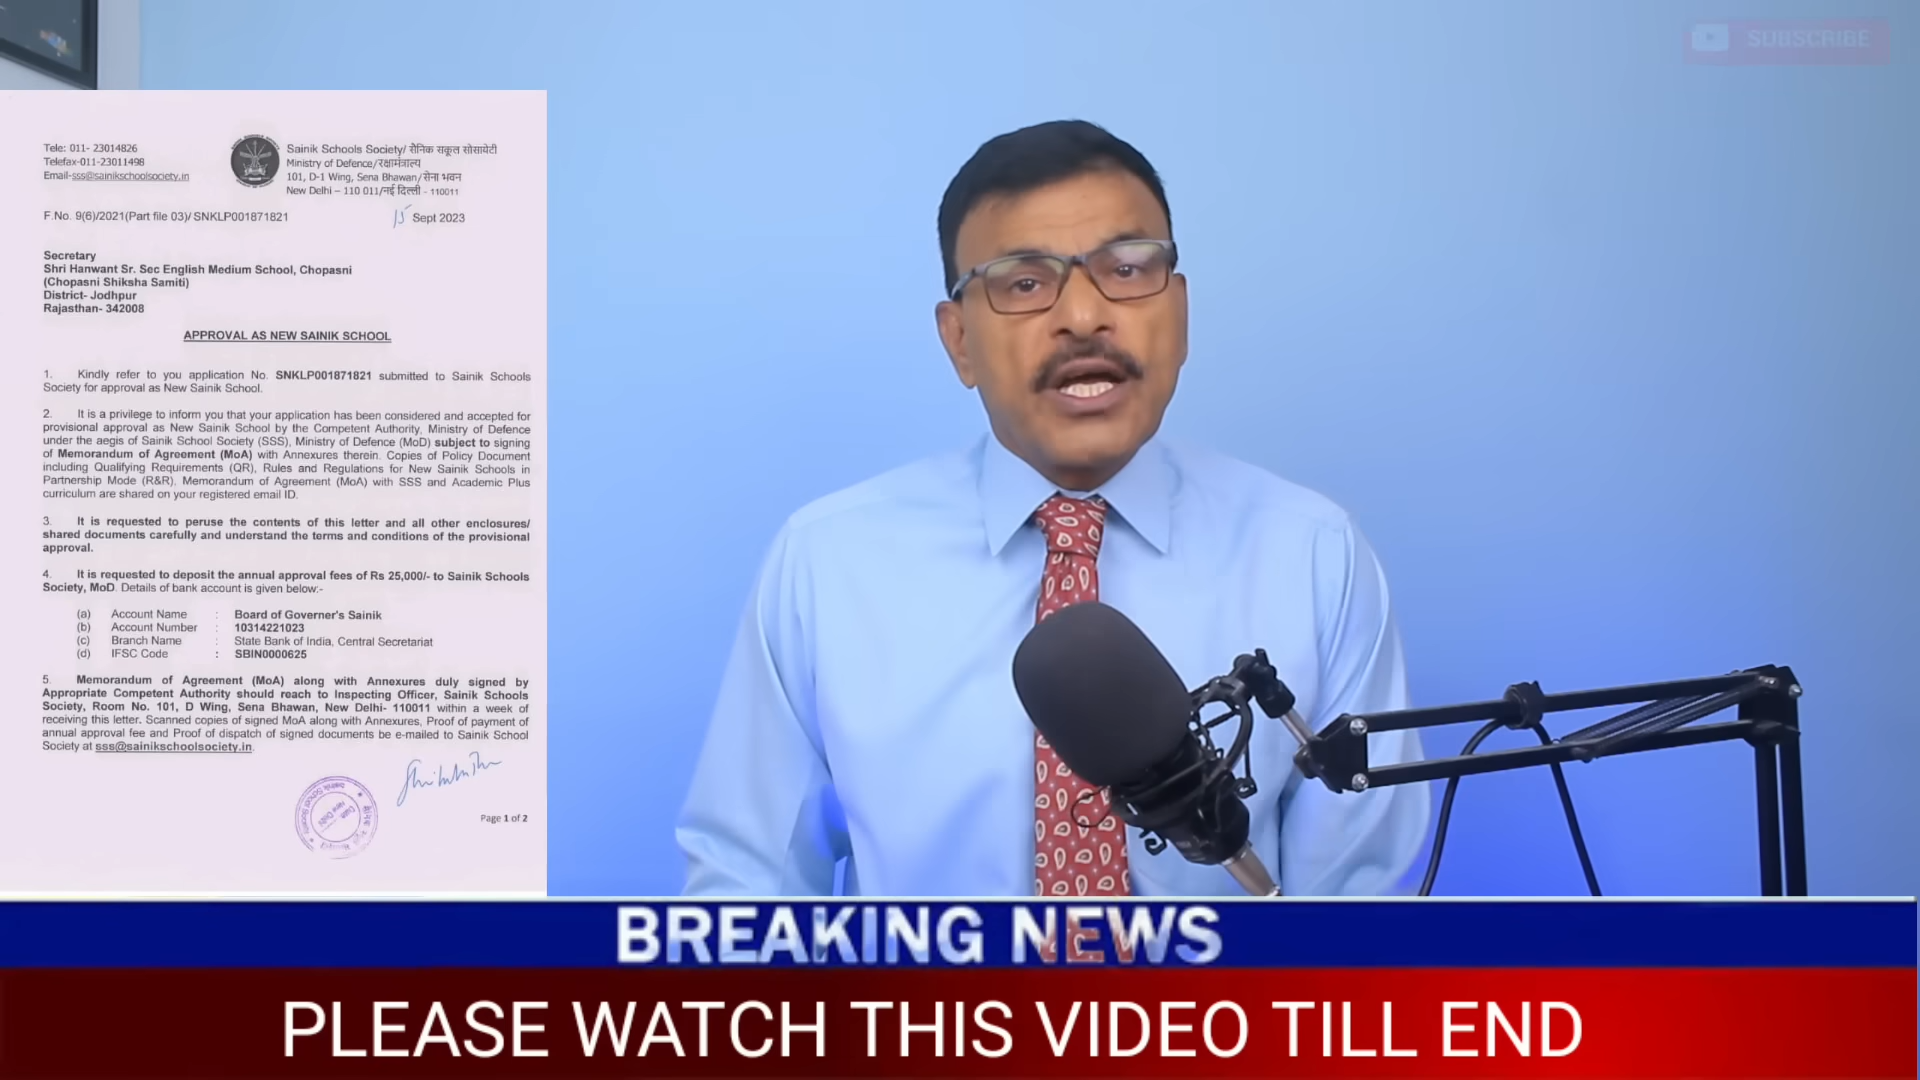 SUBSCRIBE
Tele: 011- 23014826
Telefax-011-23011498
Email-sss@sainikschoolsociety.in
Sainik Schools Society/ सैनिक सकूल सोसायेटी
Ministry of Defence/रक्षामंत्राल्य
101, D-1 Wing, Sena Bhawan/सेना भवन
New Delhi – 110 011/नई दिल्ली - 110011
F.No. 9(6)/2021(Part file 03)/ SNKLP001871821
15 Sept 2023
Secretary
Shri Hanwant Sr. Sec English Medium School, Chopasni
(Chopasni Shiksha Samiti)
District- Jodhpur
Rajasthan- 342008
APPROVAL AS NEW SAINIK SCHOOL
1. Kindly refer to you application No. SNKLP001871821 submitted to Sainik Schools
Society for approval as New Sainik School.
2. It is a privilege to inform you that your application has been considered and accepted for
provisional approval as New Sainik School by the Competent Authority, Ministry of Defence
under the aegis of Sainik School Society (SSS), Ministry of Defence (MoD) subject to signing
of Memorandum of Agreement (MoA) with Annexures therein. Copies of Policy Document
including Qualifying Requirements (QR), Rules and Regulations for New Sainik Schools in
Partnership Mode (R&R), Memorandum of Agreement (MoA) with SSS and Academic Plus
curriculum are shared on your registered email ID.
3. It is requested to peruse the contents of this letter and all other enclosures/
shared documents carefully and understand the terms and conditions of the provisional
approval.
4. It is requested to deposit the annual approval fees of Rs 25,000/- to Sainik Schools
Society, MoD. Details of bank account is given below:-
(a) Account Name : Board of Governer's Sainik
(b) Account Number : 10314221023
(c) Branch Name : State Bank of India, Central Secretariat
(d) IFSC Code : SBIN0000625
5. Memorandum of Agreement (MoA) along with Annexures duly signed by
Appropriate Competent Authority should reach to Inspecting Officer, Sainik Schools
Society, Room No. 101, D Wing, Sena Bhawan, New Delhi- 110011 within a week of
receiving this letter. Scanned copies of signed MoA along with Annexures, Proof of payment of
annual approval fee and Proof of dispatch of signed documents be e-mailed to Sainik School
Society at sss@sainikschoolsociety.in.
Page 1 of 2
BREAKING NEWS
PLEASE WATCH THIS VIDEO TILL END